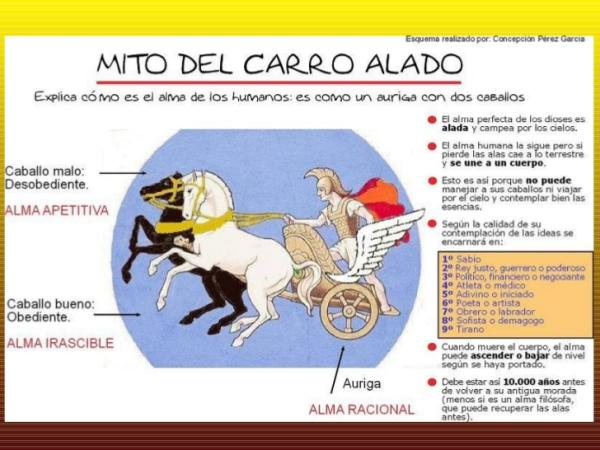 Esquema realizado por: Concepción Pérez García
MITO DEL CARRO ALADO
Explica cómo es el alma de los humanos: es como un auriga con dos caballos
Caballo malo:
Desobediente.
ALMA APETITIVA
Caballo bueno:
Obediente.
ALMA IRASCIBLE
Auriga
ALMA RACIONAL
El alma perfecta de los dioses es
alada y campea por los cielos.
El alma humana la sigue pero si
pierde las alas cae a lo terrestre
y se une a un cuerpo.
Esto es así porque no puede
manejar a sus caballos ni viajar
por el cielo y contemplar bien las
esencias.
Según la calidad de su
contemplación de las ideas se
encarnará en:
1º Sabio
2º Rey justo, guerrero o poderoso
3º Político, financiero o negociante
4º Atleta o médico
5º Adivino o iniciado
6º Poeta o artista
7º Obrero o labrador
8º Sofista o demagogo
9º Tirano
Cuando muere el cuerpo, el alma
puede ascender o bajar de nivel
según se haya portado.
Debe estar así 10.000 años antes
de volver a su antigua morada
(menos si es un alma filósofa,
que puede recuperar las alas
antes).